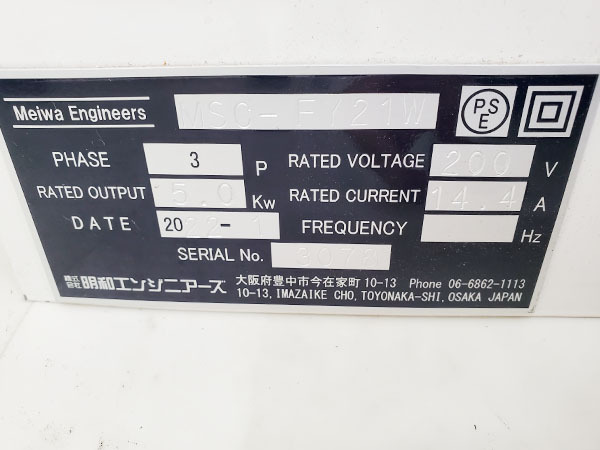 Meiwa Engineers MSC-FY21W PSE
PHASE 3 P RATED VOLTAGE 200 V
RATED OUTPUT 5.0 Kw RATED CURRENT 14.4 A
DATE 2022-1 FREQUENCY Hz
SERIAL No. 3078
株式会社 明和エンジニアーズ 大阪府豊中市今在家町10-13 Phone 06-6862-1113
10-13, IMAZAIKE CHO, TOYONAKA-SHI, OSAKA JAPAN